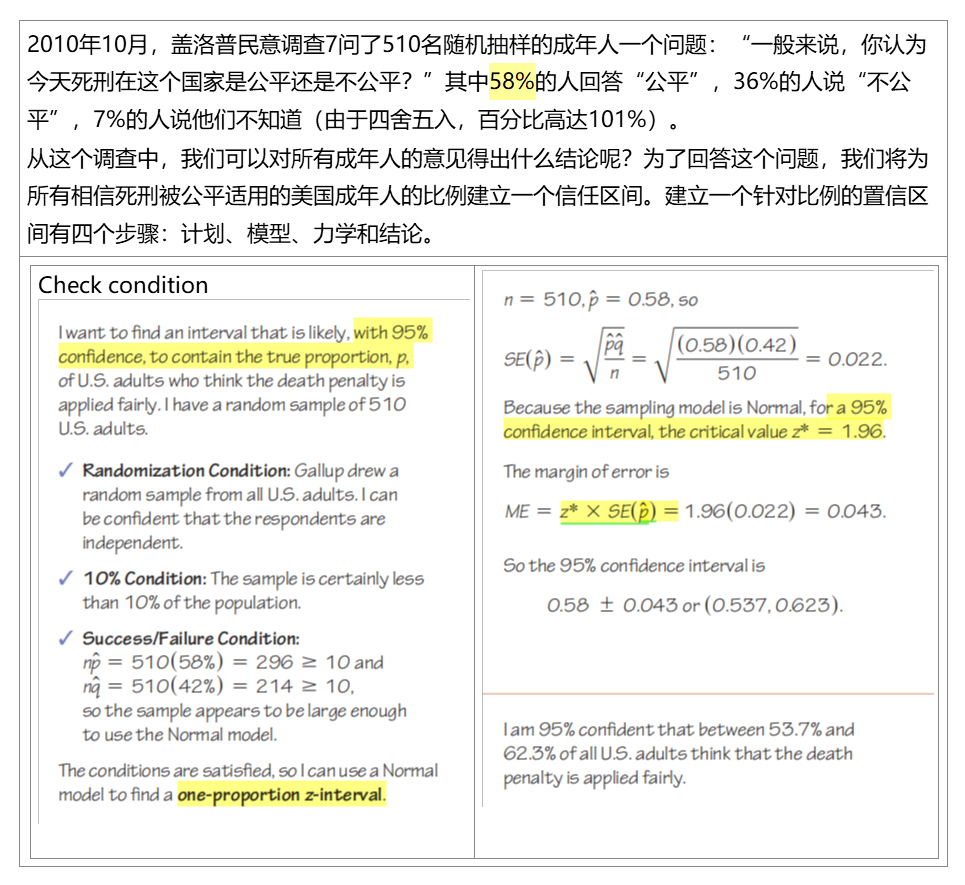 2010年10月，盖洛普民意调查7问了510名随机抽样的成年人一个问题：“一般来说，你认为
今天死刑在这个国家是公平还是不公平？”其中58%的人回答“公平”，36%的人说“不公
平”，7%的人说他们不知道（由于四舍五入，百分比高达101%）。
从这个调查中，我们可以对所有成年人的意见得出什么结论呢？为了回答这个问题，我们将为
所有相信死刑被公平适用的美国成年人的比例建立一个信任区间。建立一个针对比例的置信区
间有四个步骤：计划、模型、力学和结论。
Check condition
I want to find an interval that is likely, with 95%
confidence, to contain the true proportion, p,
of U.S. adults who think the death penalty is
applied fairly. I have a random sample of 510
U.S. adults.
✓ Randomization Condition: Gallup drew a
random sample from all U.S. adults. I can
be confident that the respondents are
independent.
✓ 10% Condition: The sample is certainly less
than 10% of the population.
✓ Success/Failure Condition:
np̂ = 510(58%) = 296 ≥ 10 and
nq̂ = 510(42%) = 214 ≥ 10,
so the sample appears to be large enough
to use the Normal model.
The conditions are satisfied, so I can use a Normal
model to find a one-proportion z-interval.
n = 510, p̂ = 0.58, so
SE(p̂) = √(p̂q̂/n) = √((0.58)(0.42)/510) = 0.022.
Because the sampling model is Normal, for a 95%
confidence interval, the critical value z* = 1.96.
The margin of error is
ME = z* × SE(p̂) = 1.96(0.022) = 0.043.
So the 95% confidence interval is
0.58 ± 0.043 or (0.537, 0.623).
I am 95% confident that between 53.7% and
62.3% of all U.S. adults think that the death
penalty is applied fairly.